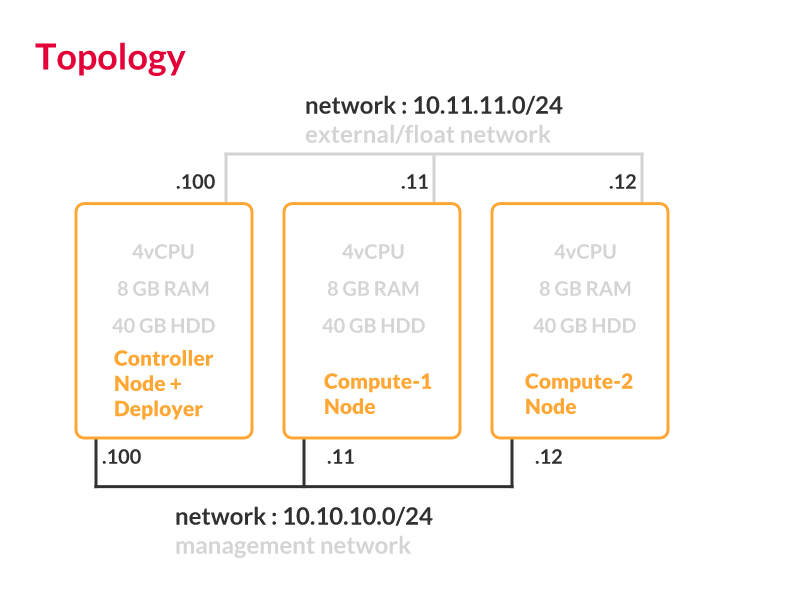 Topology
network : 10.11.11.0/24
external/float network
.100
.11
.12
4vCPU
8 GB RAM
40 GB HDD
Controller
Node +
Deployer
4vCPU
8 GB RAM
40 GB HDD
Compute-1
Node
4vCPU
8 GB RAM
40 GB HDD
Compute-2
Node
.100
.11
.12
network : 10.10.10.0/24
management network